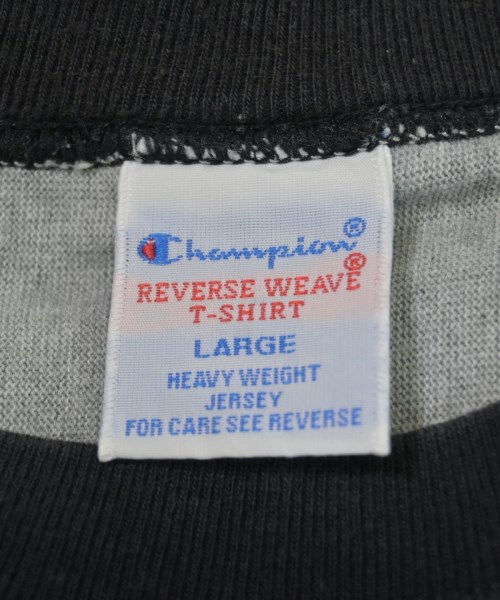 Champion®
REVERSE WEAVE®
T-SHIRT
LARGE
HEAVY WEIGHT
JERSEY
FOR CARE SEE REVERSE